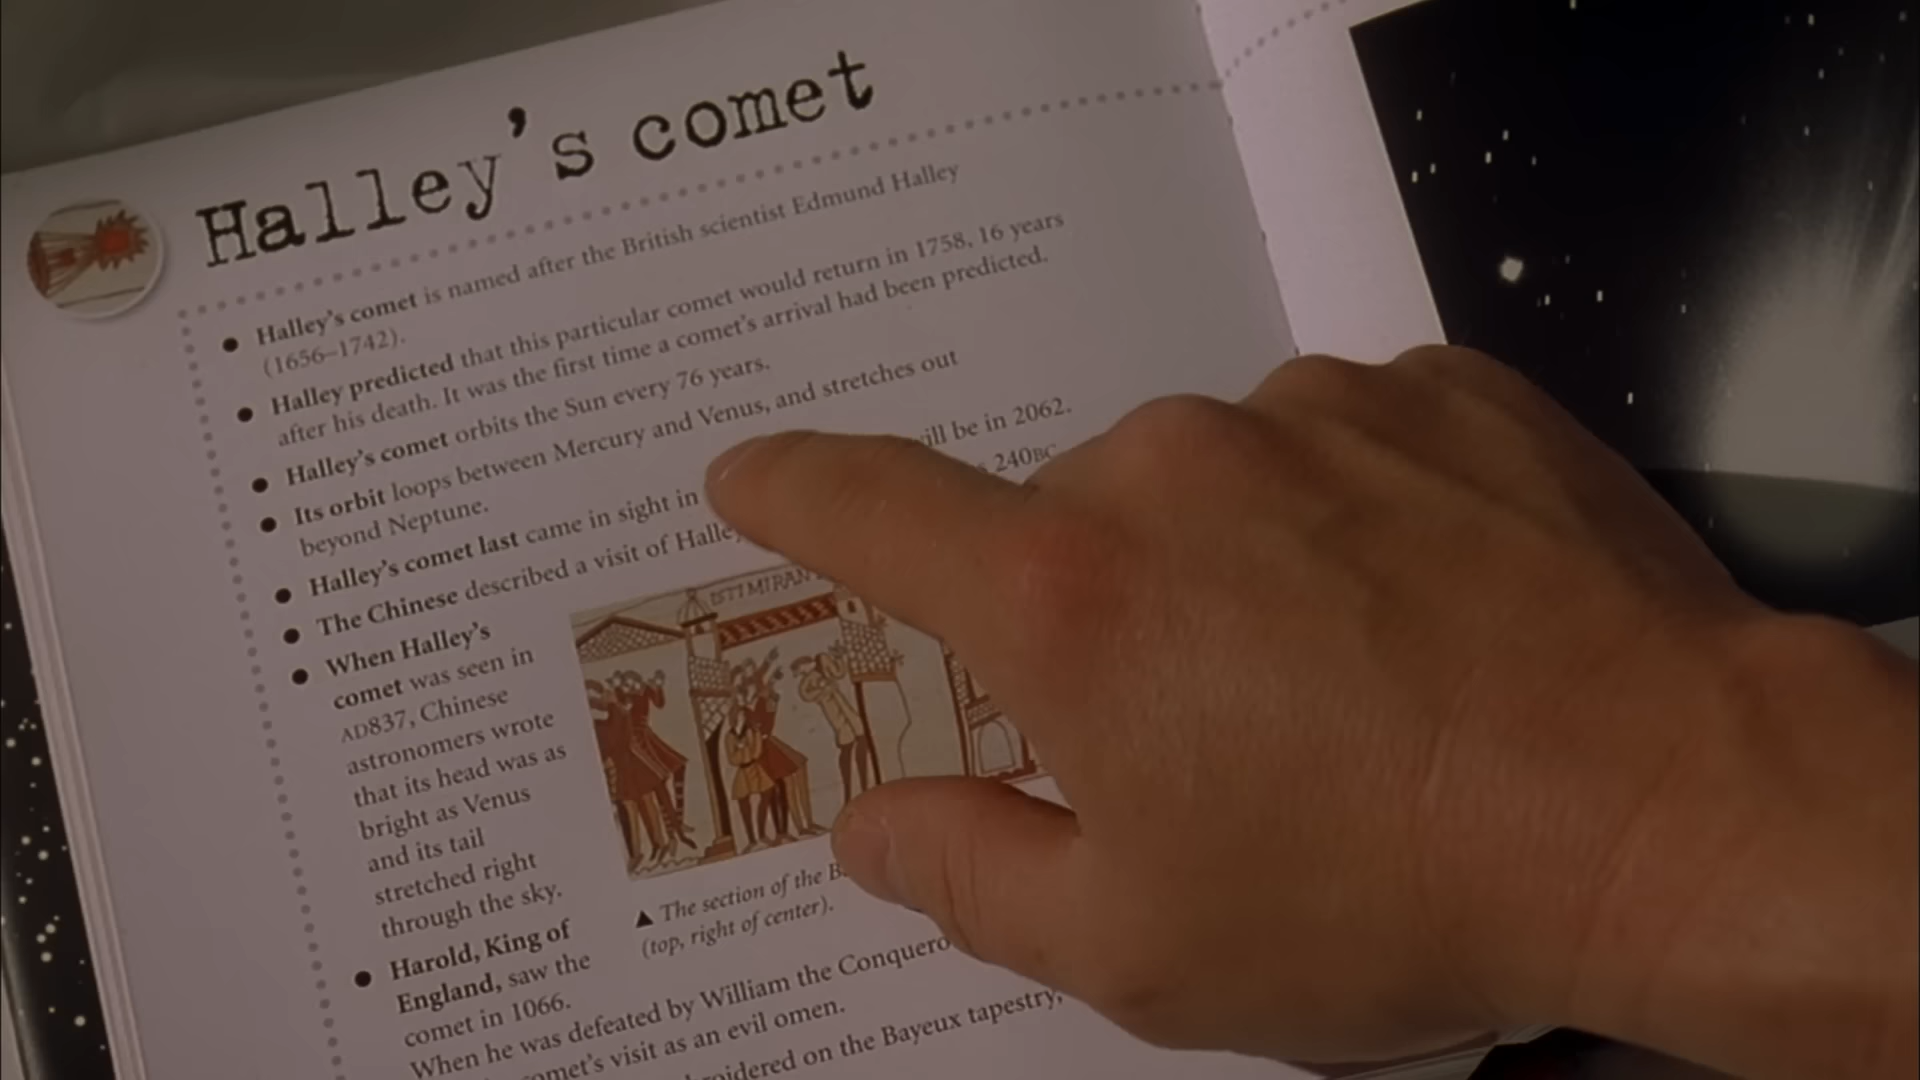 Halley's comet
● Halley's comet is named after the British scientist Edmund Halley
(1656–1742).
● Halley predicted that this particular comet would return in 1758, 16 years
after his death. It was the first time a comet's arrival had been predicted.
● Halley's comet orbits the Sun every 76 years.
● Its orbit loops between Mercury and Venus, and stretches out
beyond Neptune.
● Halley's comet last came in sight in will be in 2062.
● The Chinese described a visit of 240BC
● When Halley's
comet was seen in
AD837, Chinese
astronomers wrote
that its head was as
bright as Venus
and its tail
stretched right
through the sky.
ISTI MIRANT
▲ The section of the
(top, right of center).
● Harold, King of
England, saw the
comet in 1066.
When he was defeated by William the
comet's visit as an evil omen.
on the Bayeux tapestry,